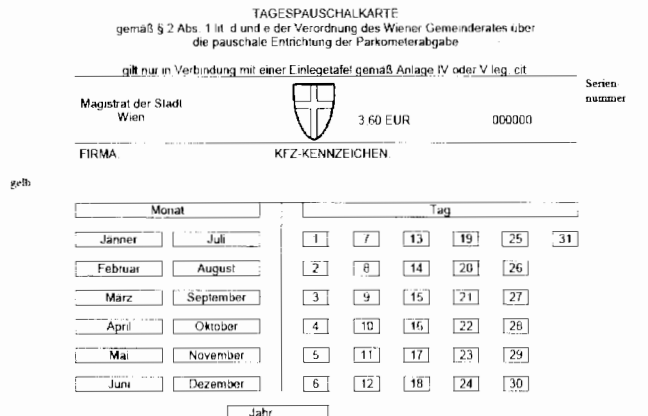 TAGESPAUSCHALKARTE
gemäß § 2 Abs. 1 lit. d und e der Verordnung des Wiener Gemeinderates über
die pauschale Entrichtung der Parkometerabgabe
gilt nur in Verbindung mit einer Einlegetafel gemäß Anlage IV oder V leg. cit
Serien-
nummer
Magistrat der Stadt
Wien
3.60 EUR
000000
FIRMA
KFZ-KENNZEICHEN
gelb
Monat Tag
Jänner Juli 1 7 13 19 25 31
Februar August 2 8 14 20 26
März September 3 9 15 21 27
April Oktober 4 10 16 22 28
Mai November 5 11 17 23 29
Juni Dezember 6 12 18 24 30
Jahr